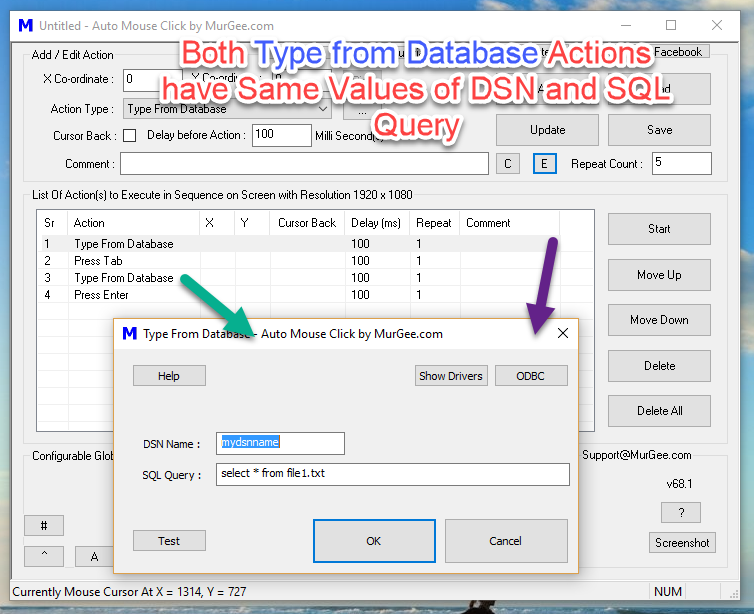 M Untitled - Auto Mouse Click by MurGee.com
Both Type from Database Actions
have Same Values of DSN and SQL
Query
Add / Edit Action
Facebook
X Co-ordinate : 0
Action Type : Type From Database ...
Cursor Back : Delay before Action : 100 Milli Second(s)
Update Save
Comment : C E Repeat Count : 5
List Of Action(s) to Execute in Sequence on Screen with Resolution 1920 x 1080
Sr Action X Y Cursor Back Delay (ms) Repeat Comment
1 Type From Database 100 1
2 Press Tab 100 1
3 Type From Database 100 1
4 Press Enter 100 1
Start
Move Up
Move Down
Delete
Delete All
M Type From Database - Auto Mouse Click by MurGee.com
Help Show Drivers ODBC
DSN Name : mydsnname
SQL Query : select * from file1.txt
Test OK Cancel
Configurable Glob
Support@MurGee.com
v68.1
# ?
^ A Screenshot
Currently Mouse Cursor At X = 1314, Y = 727 NUM